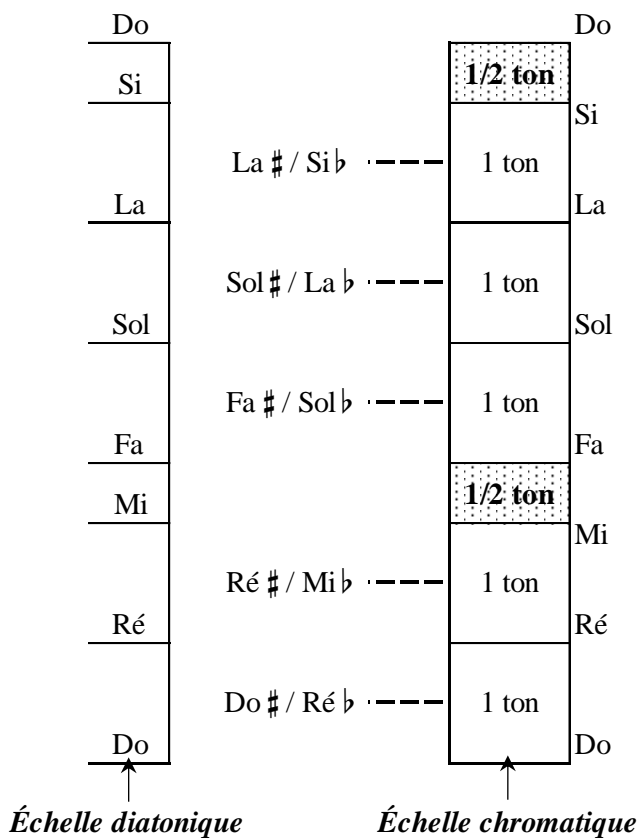 Do Do
Si 1/2 ton
Si
La ♯ / Si ♭ 1 ton
La La
Sol ♯ / La ♭ 1 ton
Sol Sol
Fa ♯ / Sol ♭ 1 ton
Fa Fa
Mi 1/2 ton
Mi
Ré ♯ / Mi ♭ 1 ton
Ré Ré
Do ♯ / Ré ♭ 1 ton
Do Do
Échelle diatonique Échelle chromatique